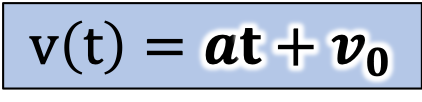 v(t) = at + v₀